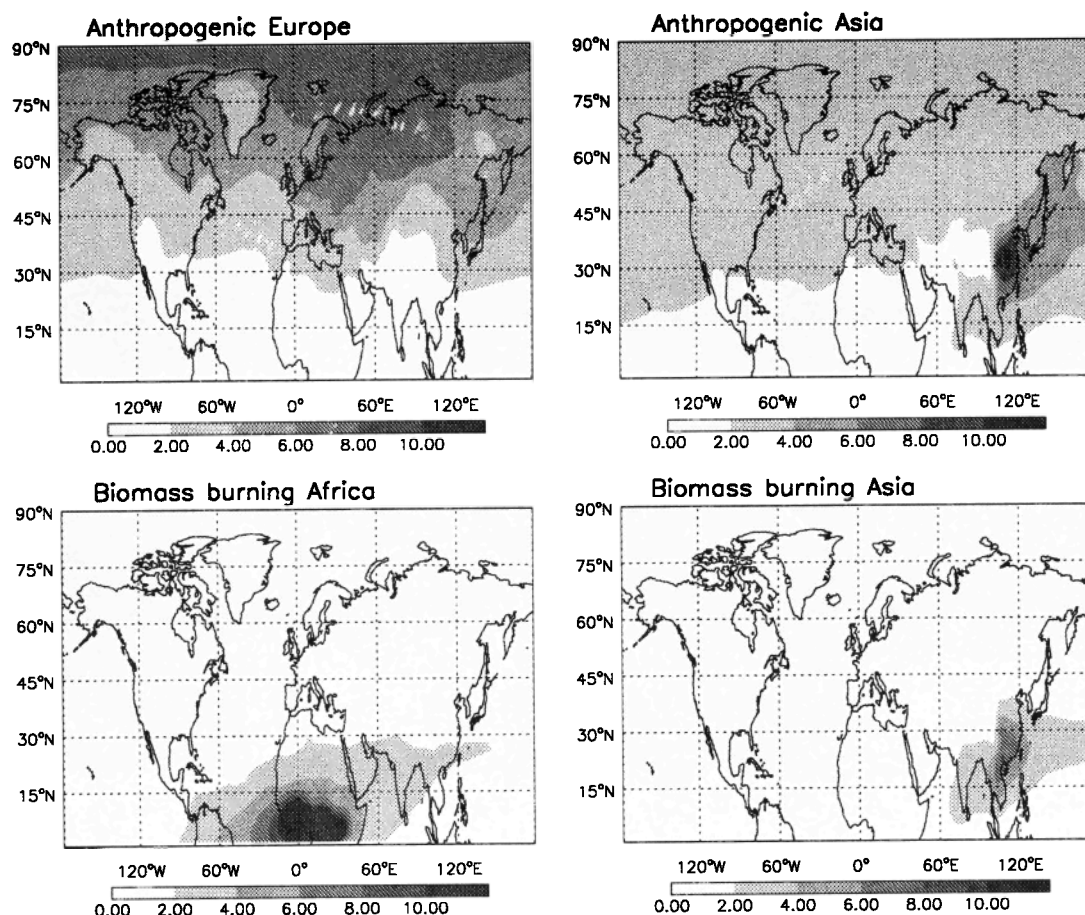 Anthropogenic Europe
90°N
75°N
60°N
45°N
30°N
15°N
120°W 60°W 0° 60°E 120°E
0.00 2.00 4.00 6.00 8.00 10.00
Anthropogenic Asia
90°N
75°N
60°N
45°N
30°N
15°N
120°W 60°W 0° 60°E 120°E
0.00 2.00 4.00 6.00 8.00 10.00
Biomass burning Africa
90°N
75°N
60°N
45°N
30°N
15°N
120°W 60°W 0° 60°E 120°E
0.00 2.00 4.00 6.00 8.00 10.00
Biomass burning Asia
90°N
75°N
60°N
45°N
30°N
15°N
120°W 60°W 0° 60°E 120°E
0.00 2.00 4.00 6.00 8.00 10.00